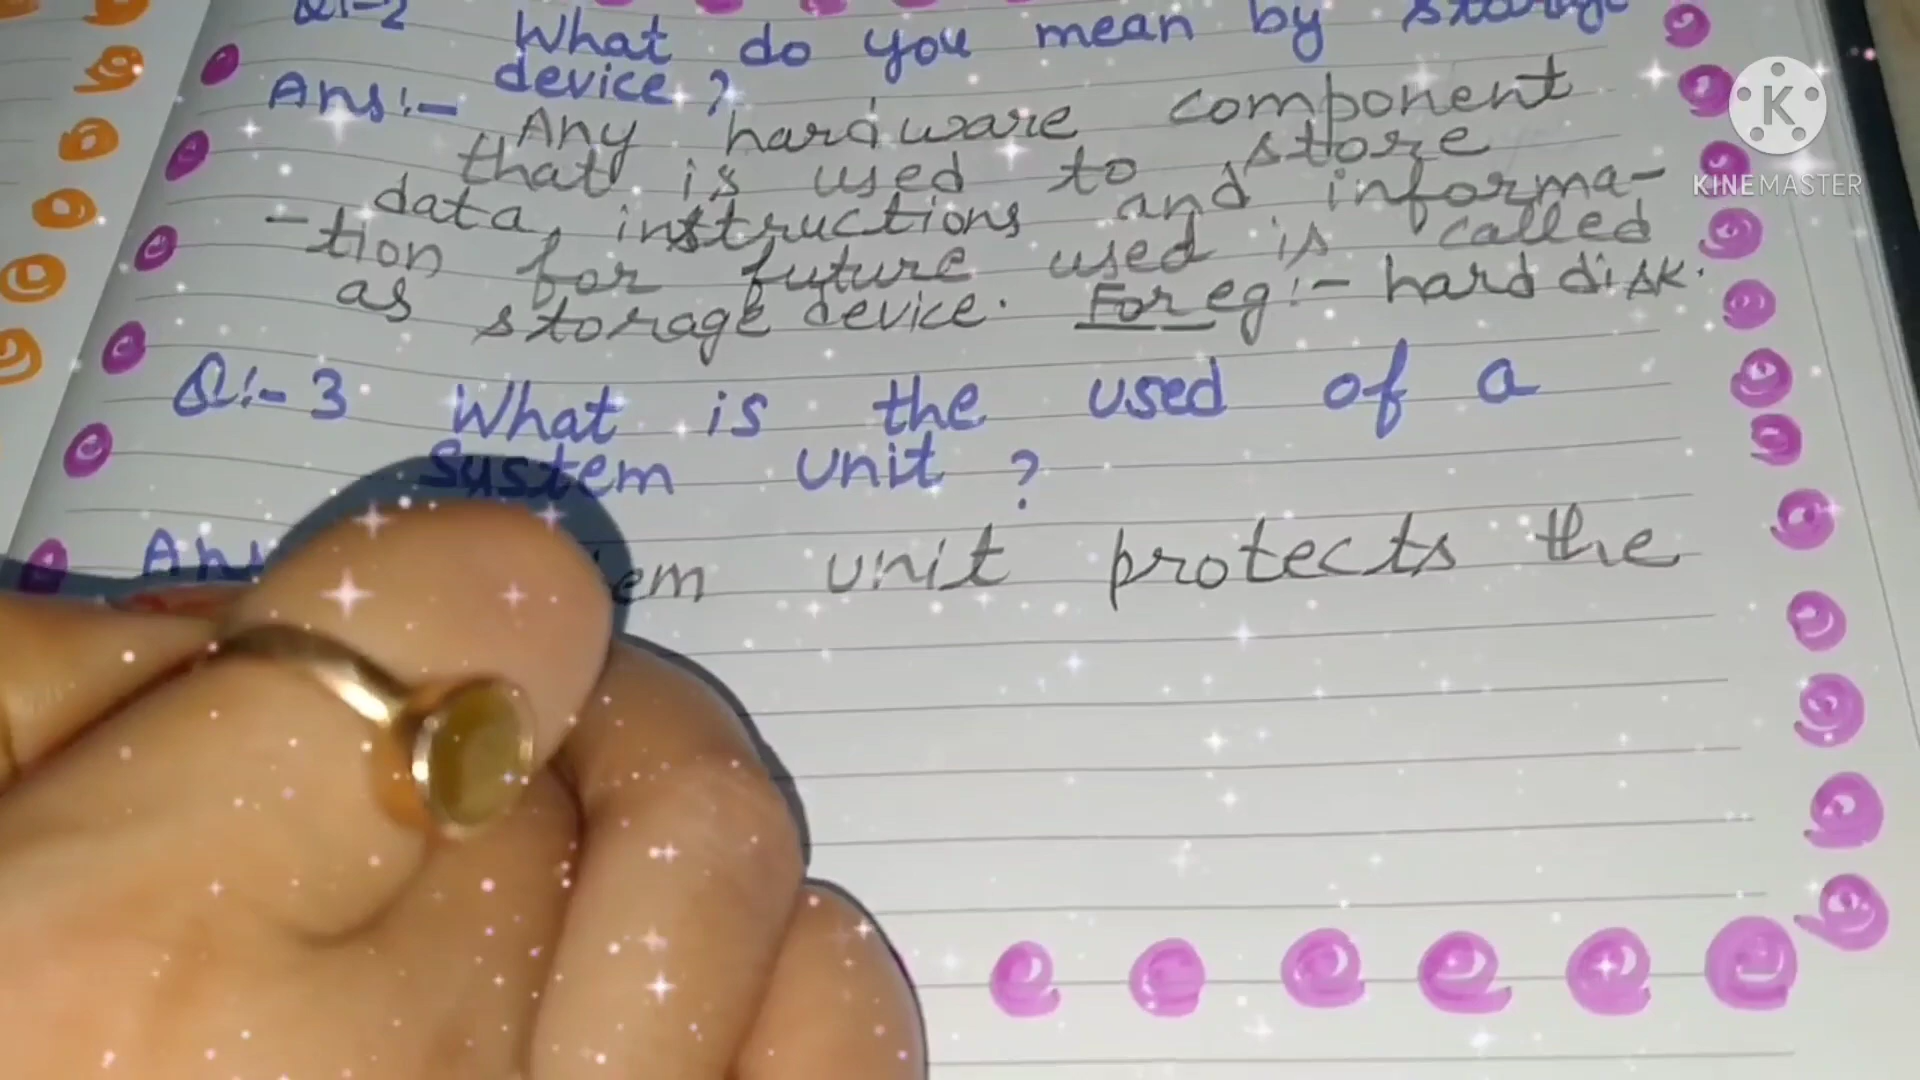 Q:-2 What do you mean by storage
device?
Ans:- Any hardware component
that is used to store
data, instructions and informa-
-tion for future used is called
as storage device. For eg:- hard disk.
Q:-3 What is the used of a
system unit?
unit protects the
K
KINEMASTER